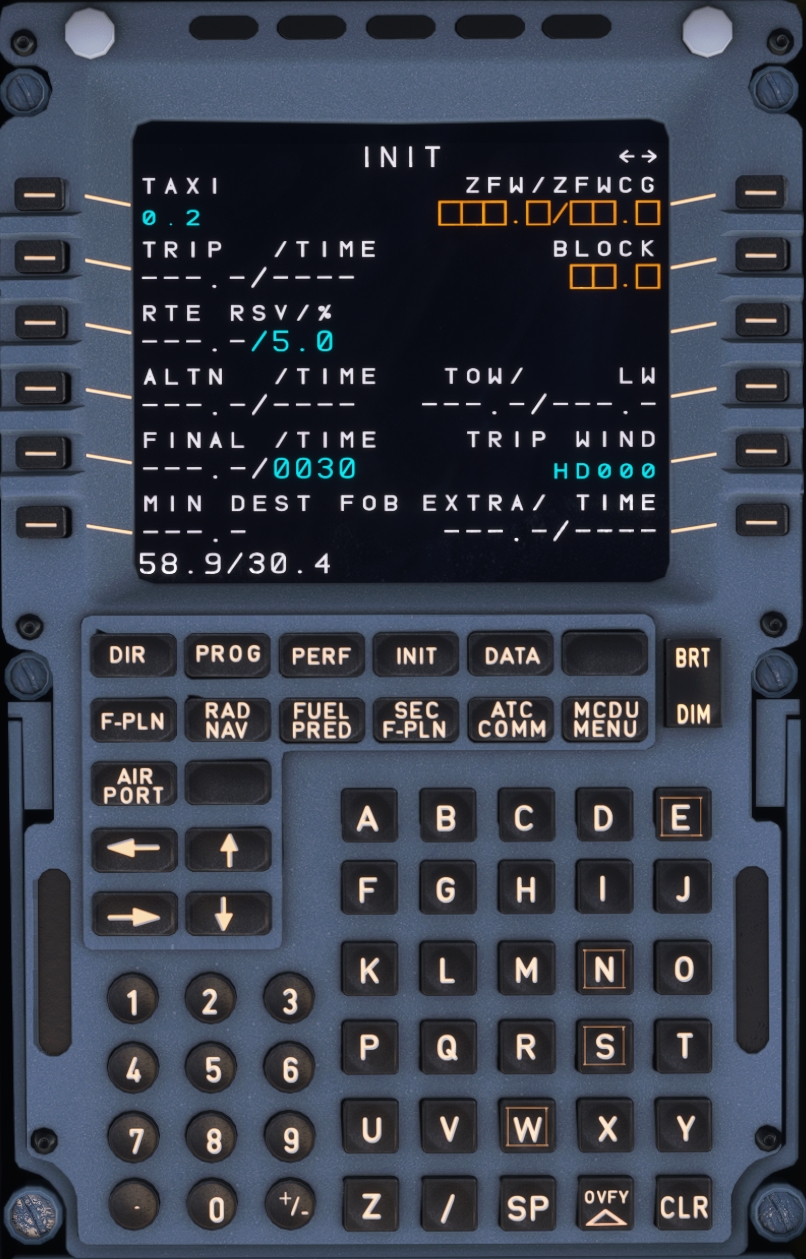 INIT ←→
TAXI ZFW/ZFWCG
0.2 □□□.□/□□.□
TRIP /TIME BLOCK
---.-/---- □□.□
RTE RSV/%
---.-/5.0
ALTN /TIME TOW/ LW
---.-/---- ---.-/---.-
FINAL /TIME TRIP WIND
---.-/0030 HD000
MIN DEST FOB EXTRA/ TIME
---.- ---.-/----
58.9/30.4
DIR PROG PERF INIT DATA BRT
F-PLN RAD NAV FUEL PRED SEC F-PLN ATC COMM MCDU MENU DIM
AIR PORT
← ↑
→ ↓
A B C D E
F G H I J
K L M N O
1 2 3
P Q R S T
4 5 6
U V W X Y
7 8 9
Z / SP OVFY CLR
. 0 +/-